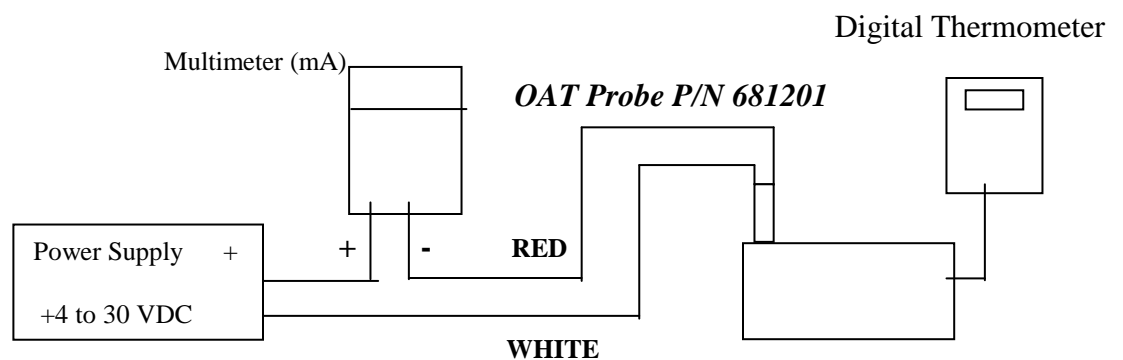 Digital Thermometer
Multimeter (mA)
OAT Probe P/N 681201
Power Supply +
+ -
RED
+4 to 30 VDC
WHITE